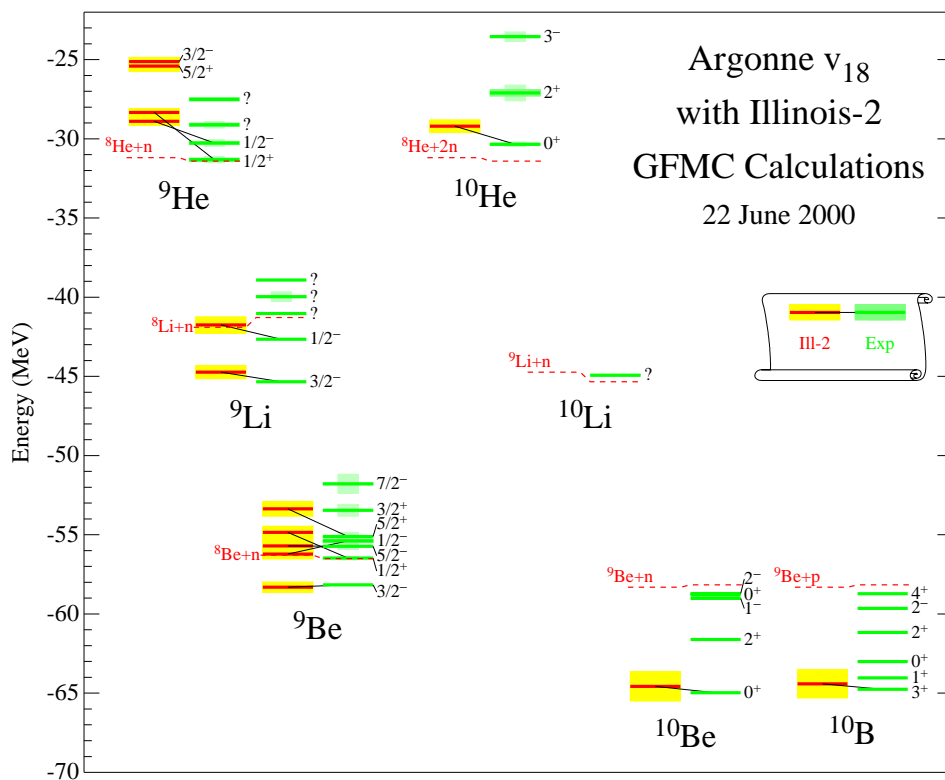 Argonne v₁₈
with Illinois-2
GFMC Calculations
22 June 2000
Energy (MeV)
-25
-30
-35
-40
-45
-50
-55
-60
-65
-70
3/2⁻
5/2⁺
?
?
1/2⁻
1/2⁺
⁸He+n
⁹He
3⁻
2⁺
0⁺
⁸He+2n
¹⁰He
?
?
?
⁸Li+n
1/2⁻
3/2⁻
⁹Li
⁹Li+n
?
¹⁰Li
Ill-2
Exp
7/2⁻
3/2⁺
5/2⁺
1/2⁻
5/2⁻
1/2⁺
3/2⁻
⁸Be+n
⁹Be
⁹Be+n
2⁻
0⁺
1⁻
2⁺
0⁺
¹⁰Be
⁹Be+p
4⁺
2⁻
2⁺
0⁺
1⁺
3⁺
¹⁰B